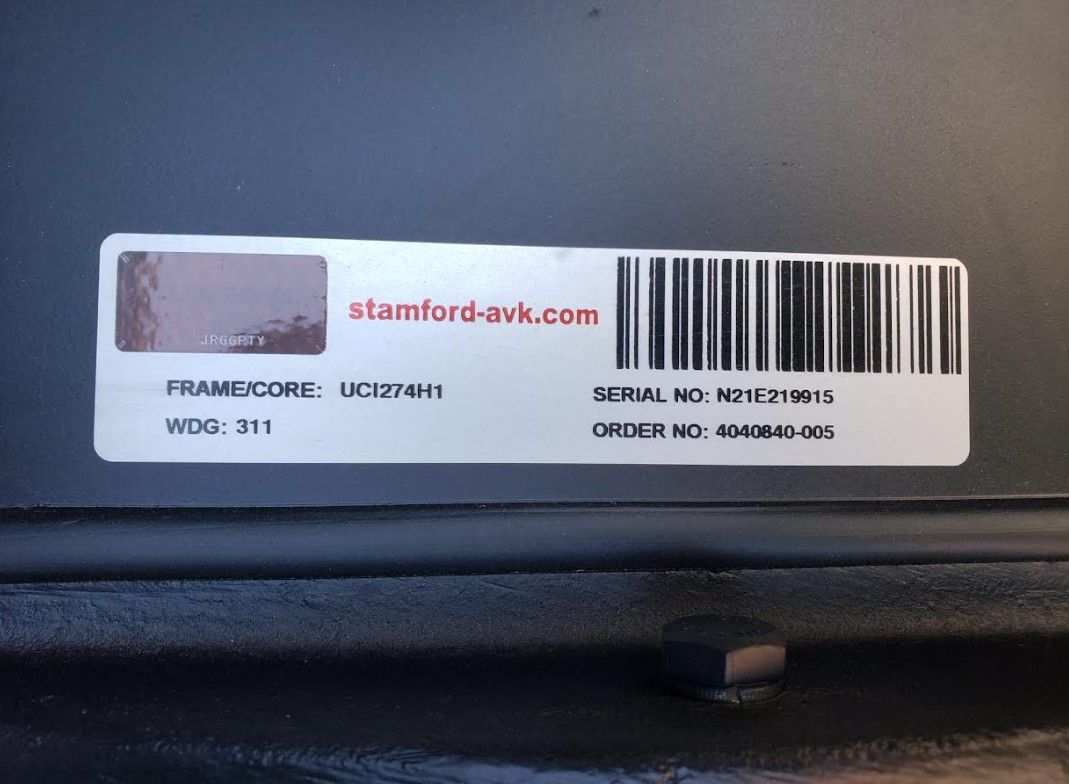 JRGGPTY
stamford-avk.com
FRAME/CORE: UCI274H1
WDG: 311
SERIAL NO: N21E219915
ORDER NO: 4040840-005